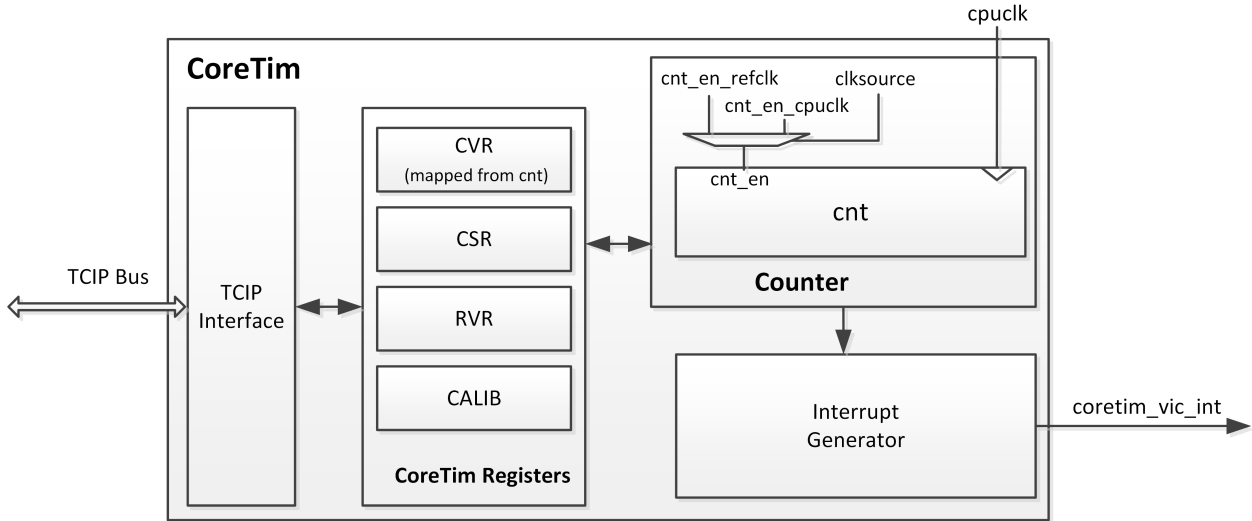 cpuclk
CoreTim
cnt_en_refclk
clksource
cnt_en_cpuclk
CVR
(mapped from cnt)
cnt_en
cnt
CSR
TCIP Bus
Counter
TCIP
Interface
RVR
CALIB
Interrupt
Generator
coretim_vic_int
CoreTim Registers